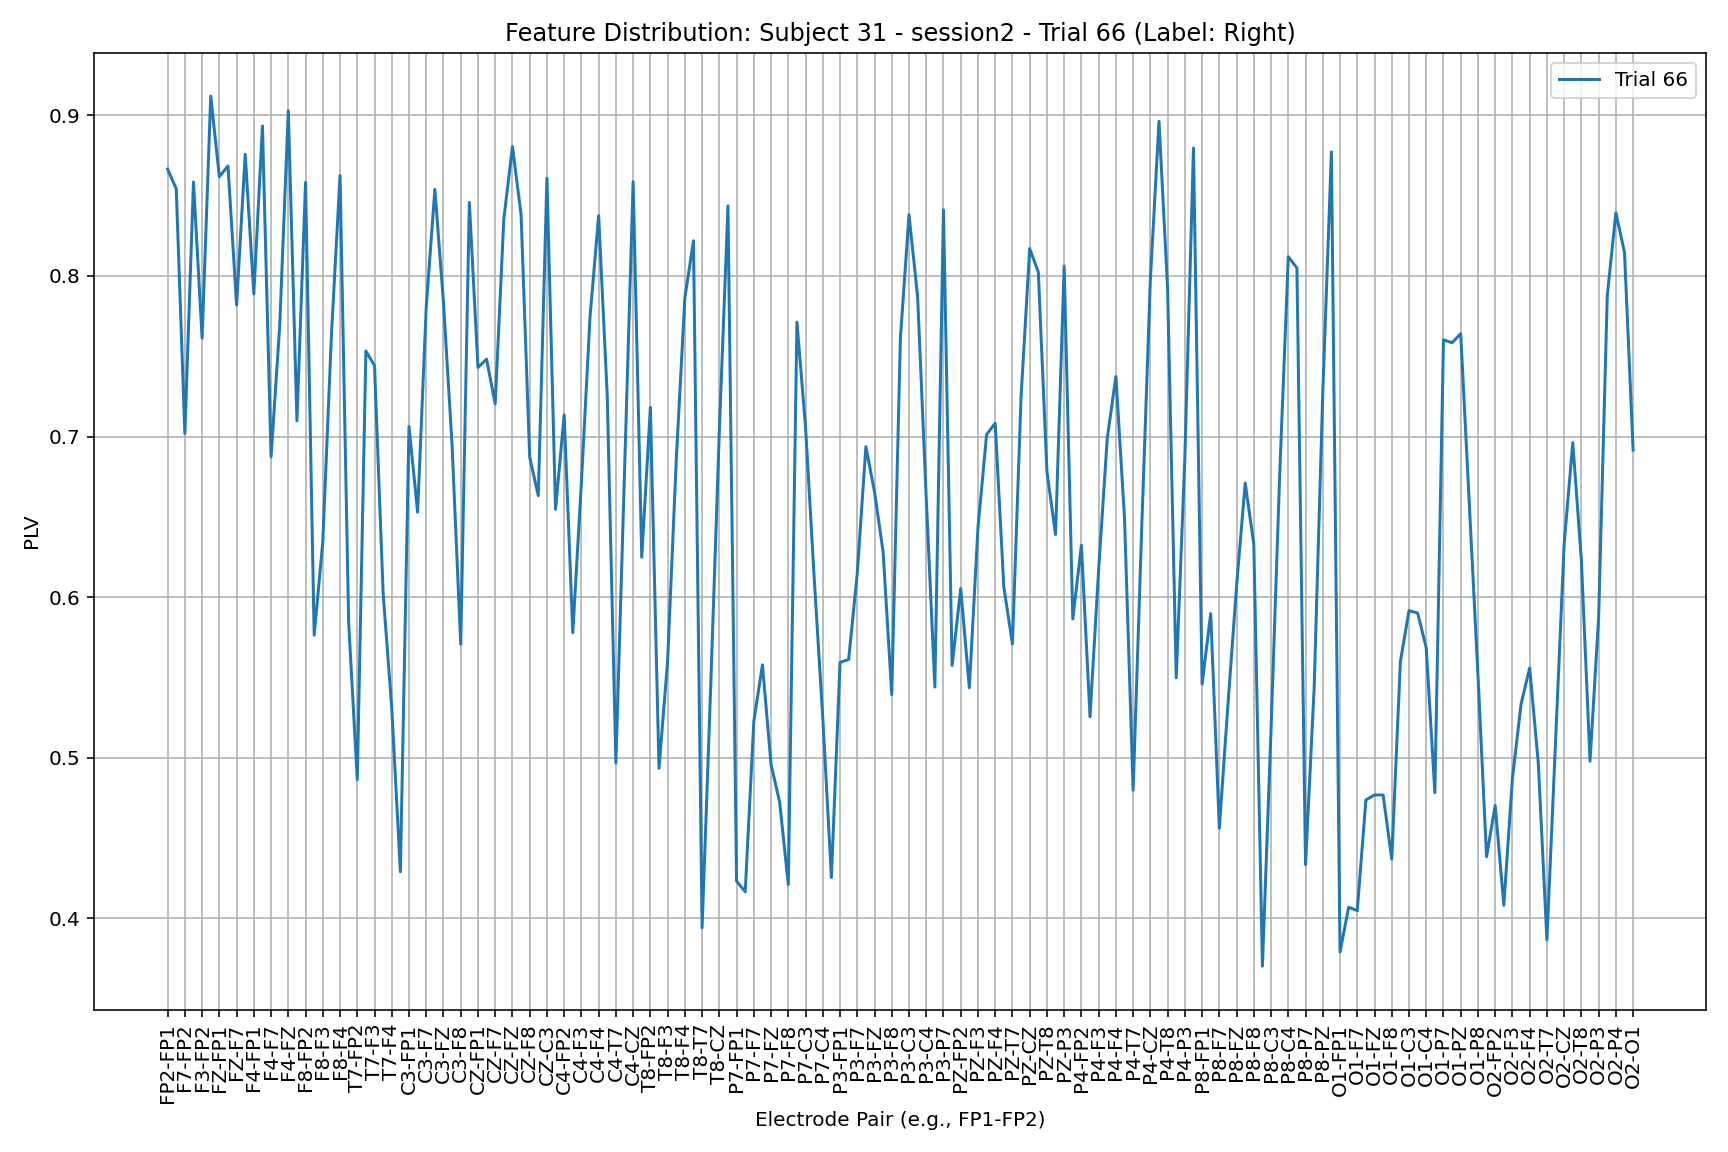 Feature Distribution: Subject 31 - session2 - Trial 66 (Label: Right)
Trial 66
PLV
0.9
0.8
0.7
0.6
0.5
0.4
FP2-FP1
F7-FP2
F3-FP2
FZ-FP1
FZ-F7
F4-FP1
F4-F7
F4-FZ
F8-FP2
F8-F3
F8-F4
T7-FP2
T7-F3
T7-F4
C3-FP1
C3-F7
C3-FZ
C3-F8
CZ-FP1
CZ-F7
CZ-FZ
CZ-F8
CZ-C3
C4-FP2
C4-F3
C4-F4
C4-T7
C4-CZ
T8-FP2
T8-F3
T8-F4
T8-T7
T8-CZ
P7-FP1
P7-F7
P7-FZ
P7-F8
P7-C3
P7-C4
P3-FP1
P3-F7
P3-FZ
P3-F8
P3-C3
P3-C4
P3-P7
PZ-FP2
PZ-F3
PZ-F4
PZ-T7
PZ-CZ
PZ-T8
PZ-P3
P4-FP2
P4-F3
P4-F4
P4-T7
P4-CZ
P4-T8
P4-P3
P8-FP1
P8-F7
P8-FZ
P8-F8
P8-C3
P8-C4
P8-P7
P8-PZ
O1-FP1
O1-F7
O1-FZ
O1-F8
O1-C3
O1-C4
O1-P7
O1-PZ
O1-P8
O2-FP2
O2-F3
O2-F4
O2-T7
O2-CZ
O2-T8
O2-P3
O2-P4
O2-O1
Electrode Pair (e.g., FP1-FP2)